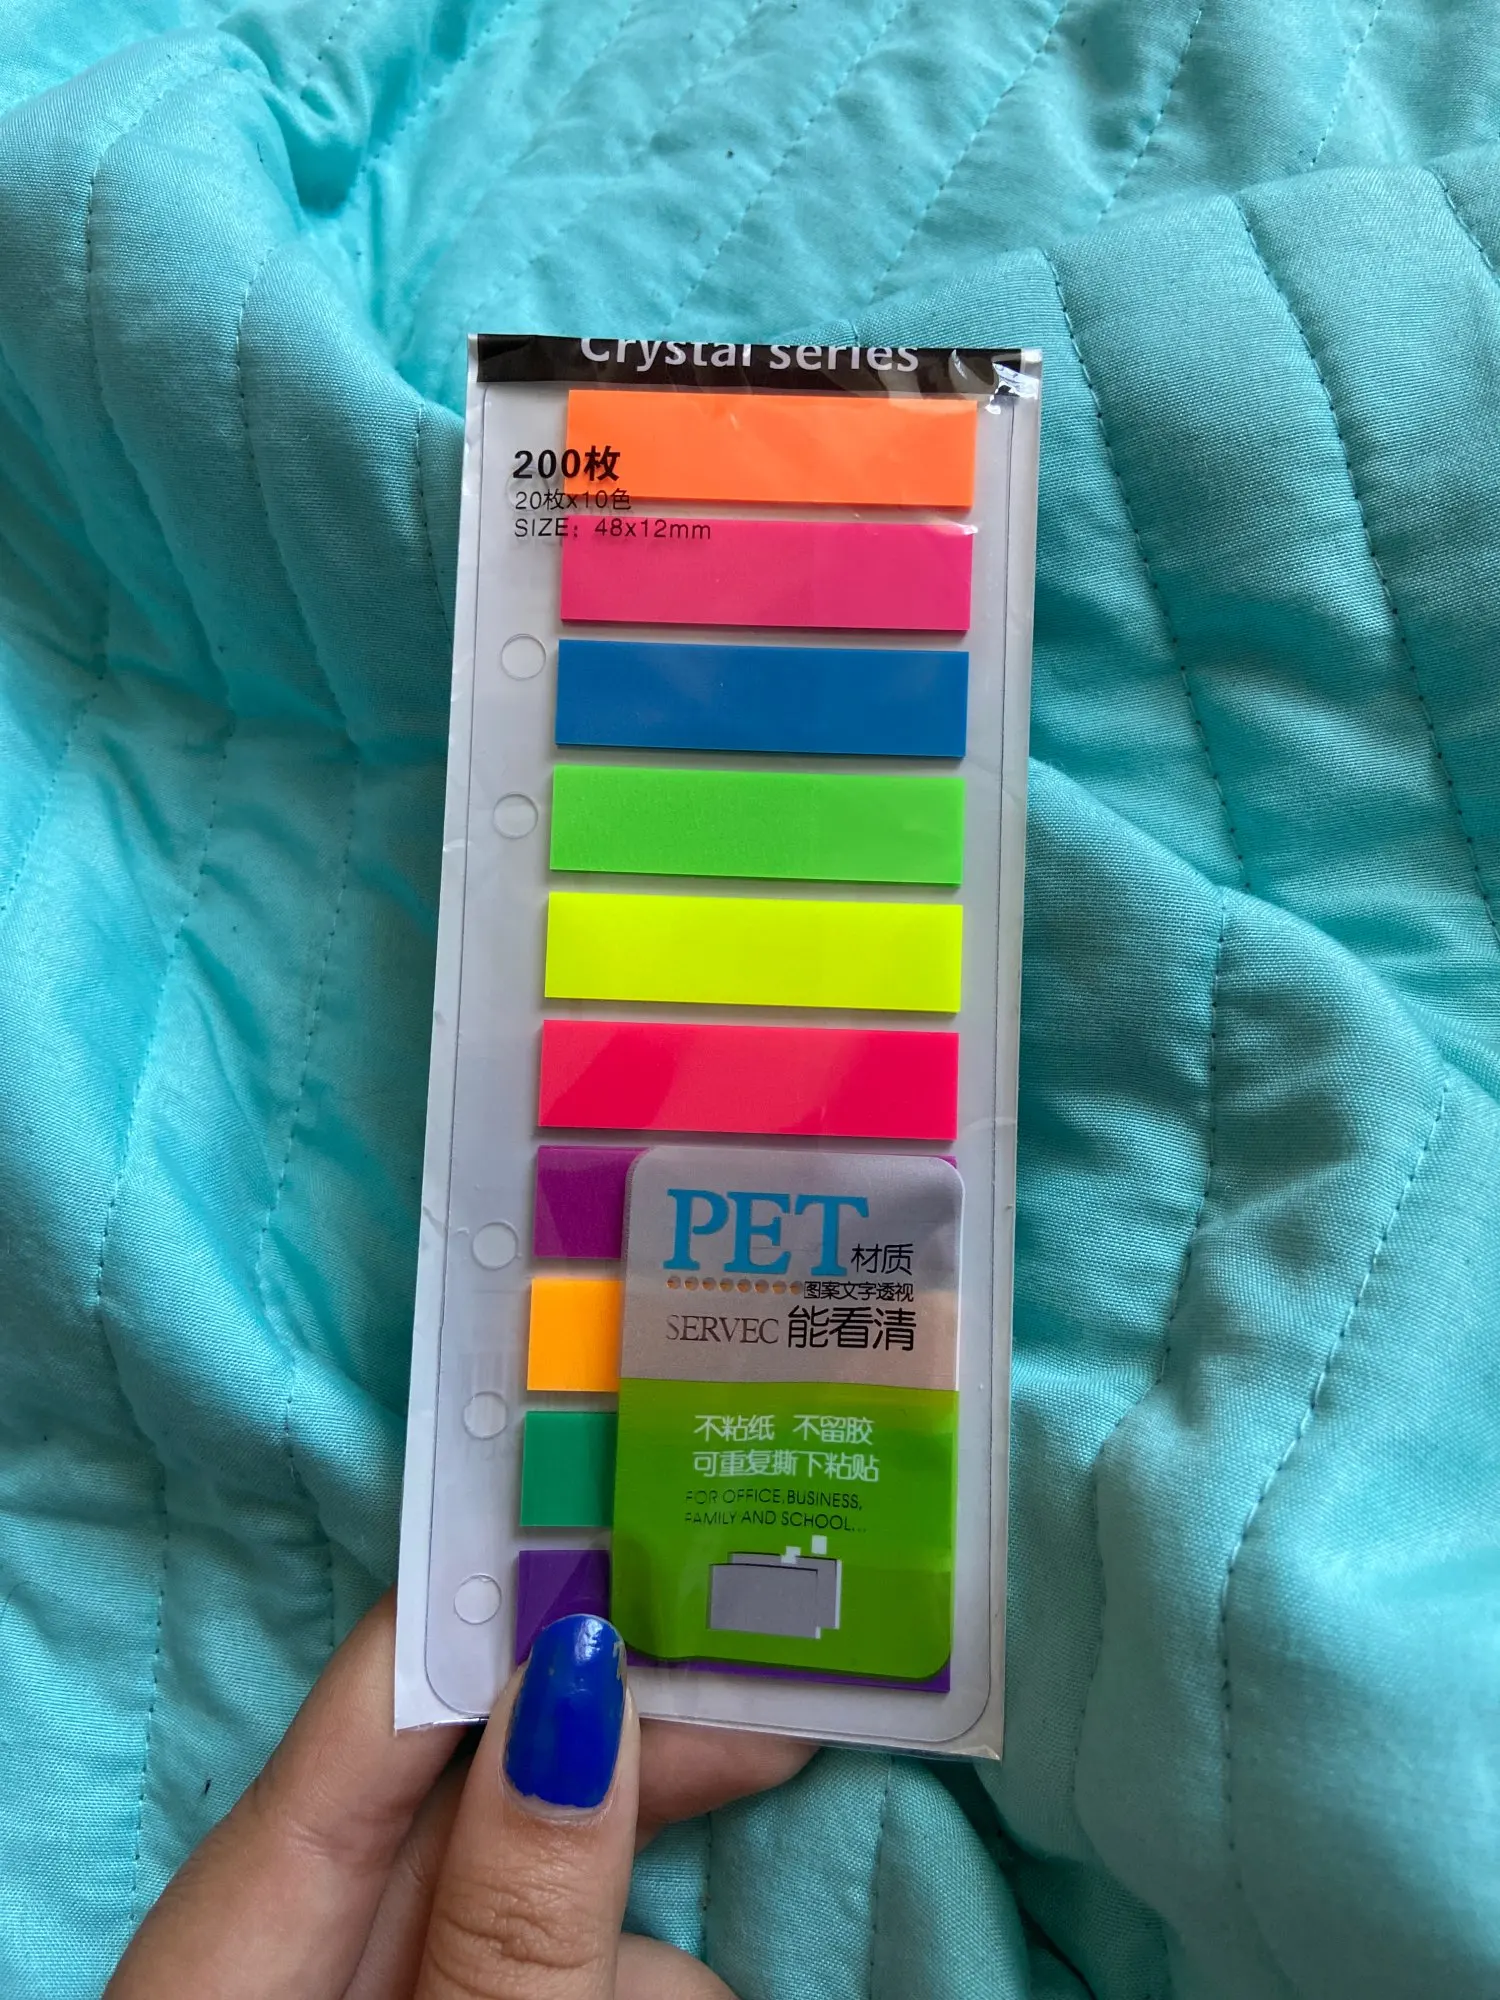 Crystal series
200枚
20枚x10色
SIZE: 48x12mm
PET材质
图案文字透视
SERVEC 能看清
不粘纸 不留胶
可重复撕下粘贴
FOR OFFICE,BUSINESS,
FAMILY AND SCHOOL...